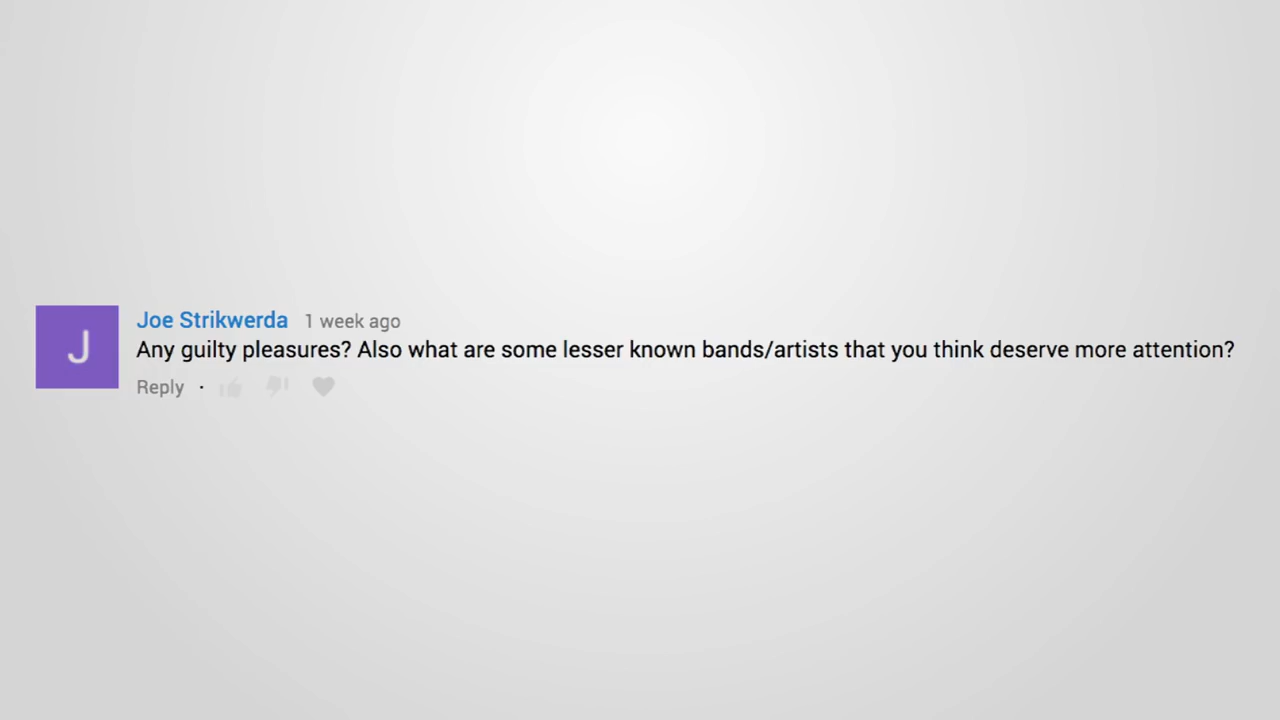 J
Joe Strikwerda 1 week ago
Any guilty pleasures? Also what are some lesser known bands/artists that you think deserve more attention?
Reply ·